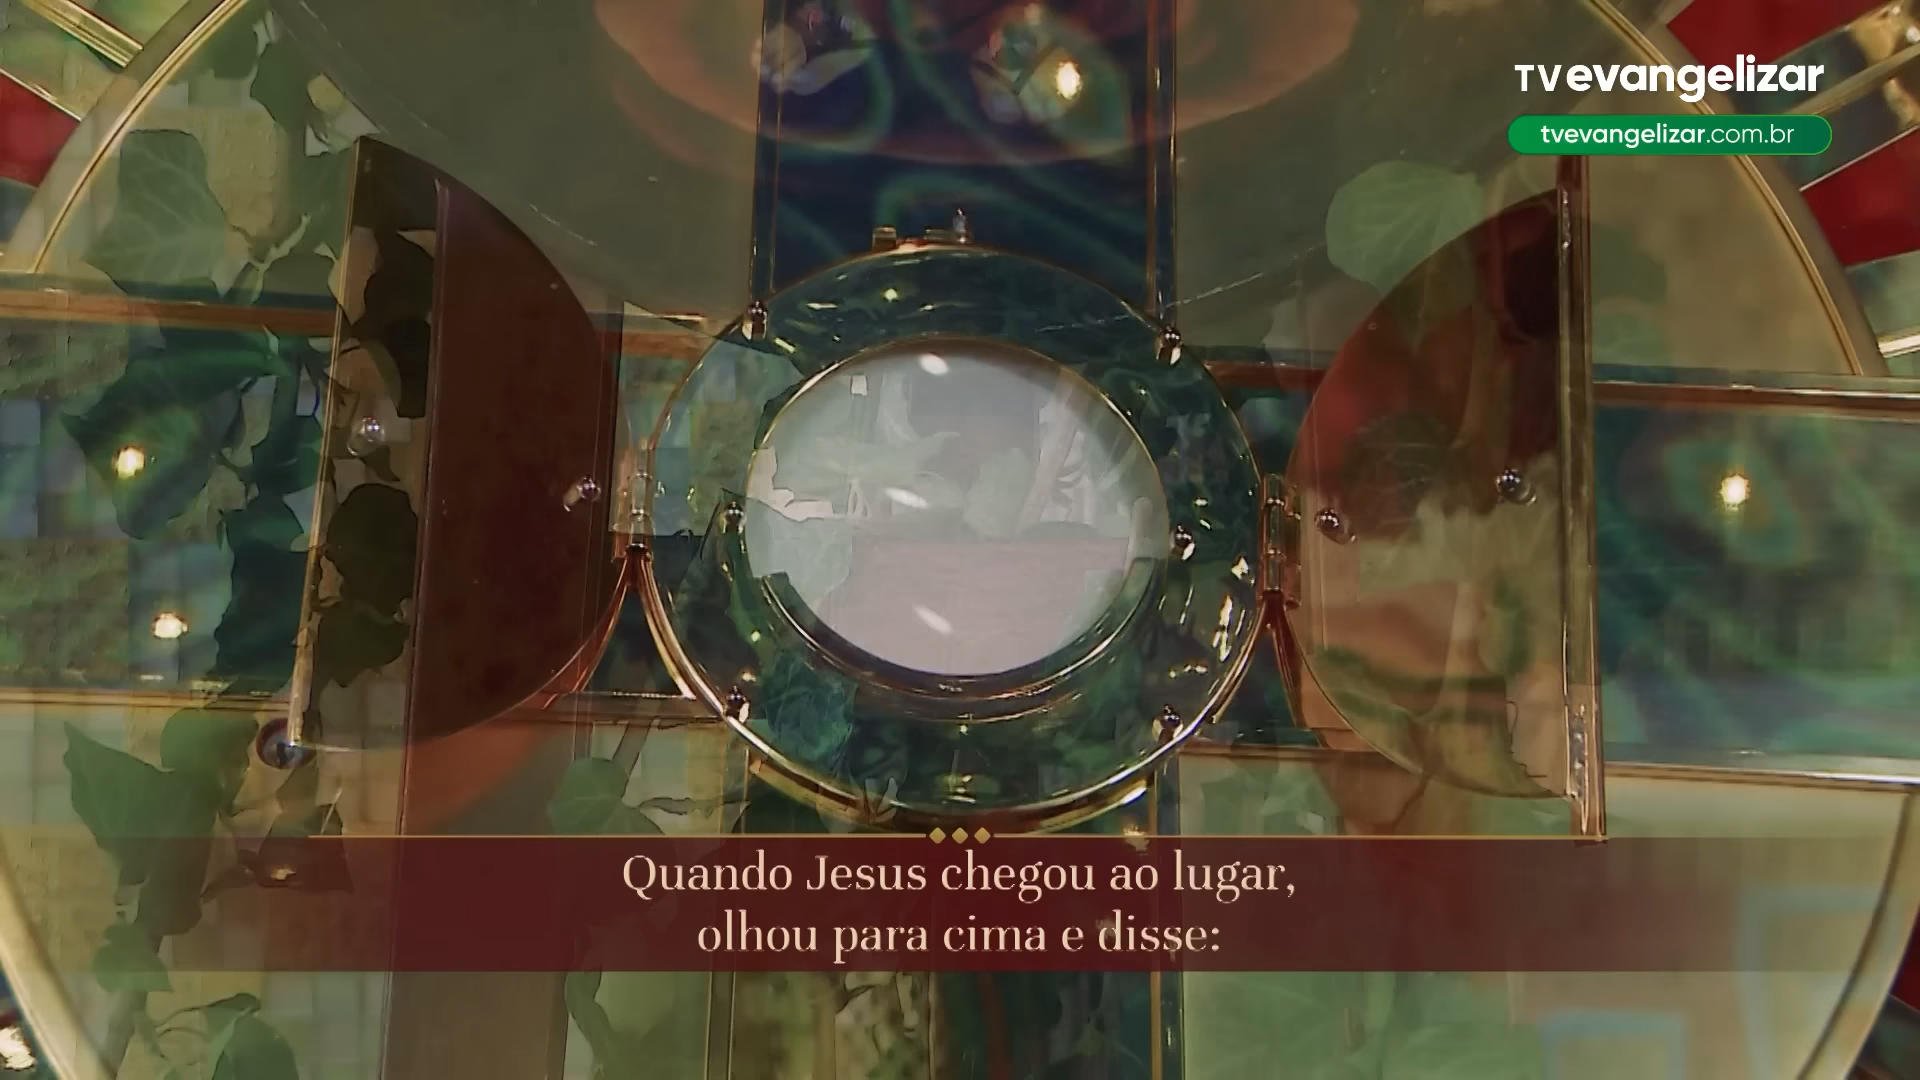 TVevangelizar
tvevangelizar.com.br
Quando Jesus chegou ao lugar,
olhou para cima e disse: